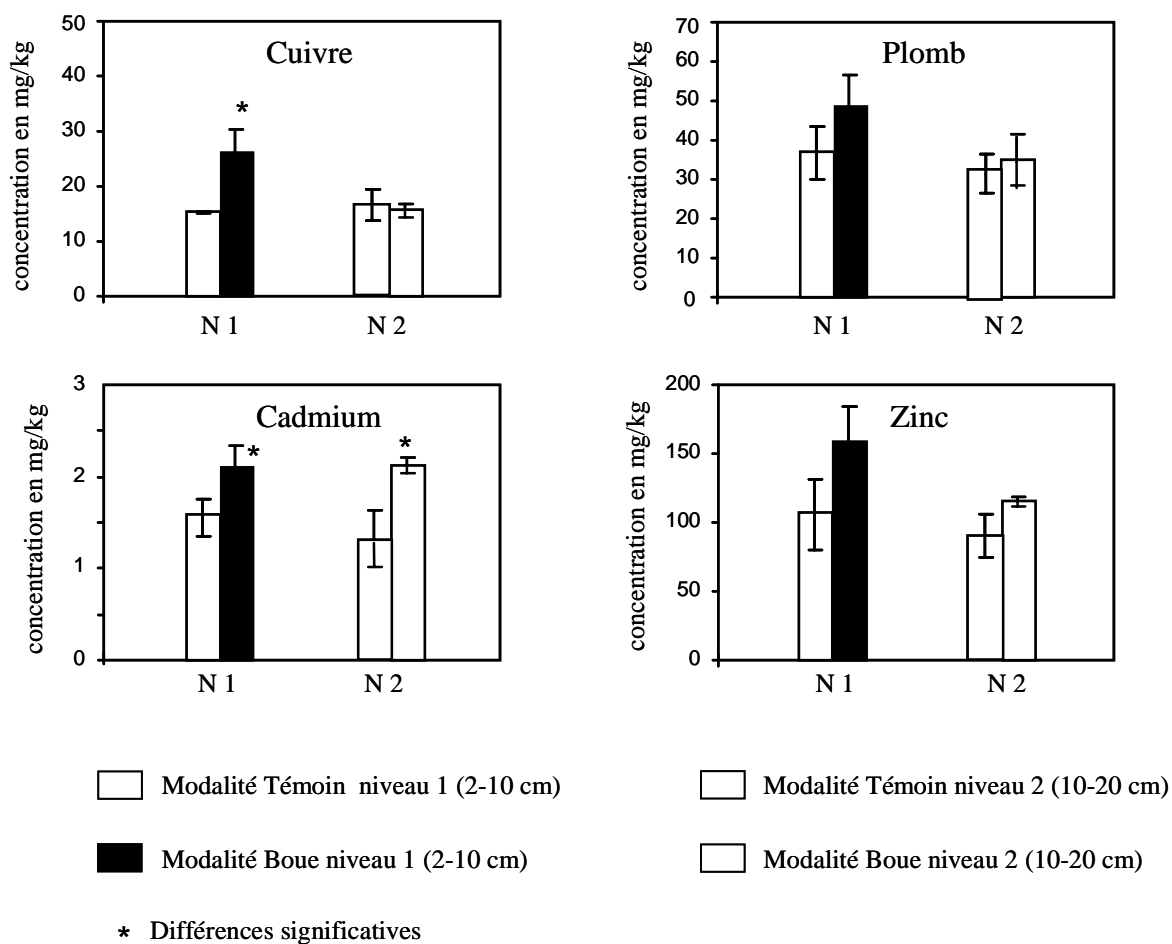 Cuivre
concentration en mg/kg
50
40
30
20
10
0
*
N 1
N 2
Plomb
concentration en mg/kg
70
60
50
40
30
20
10
0
N 1
N 2
Cadmium
concentration en mg/kg
3
2
1
0
*
*
N 1
N 2
Zinc
concentration en mg/kg
200
150
100
50
0
N 1
N 2
Modalité Témoin niveau 1 (2-10 cm)
Modalité Témoin niveau 2 (10-20 cm)
Modalité Boue niveau 1 (2-10 cm)
Modalité Boue niveau 2 (10-20 cm)
* Différences significatives